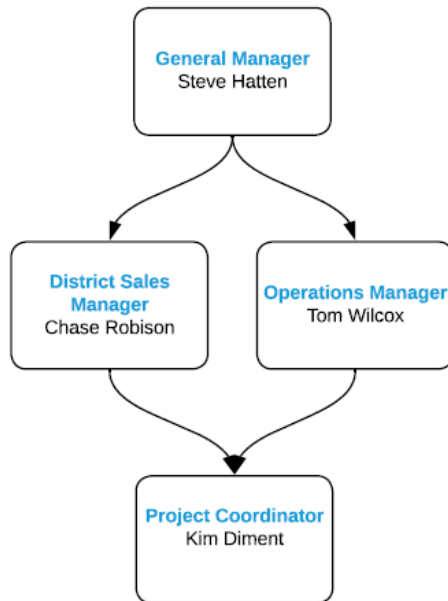 General Manager
Steve Hatten
District Sales
Manager
Chase Robison
Operations Manager
Tom Wilcox
Project Coordinator
Kim Diment